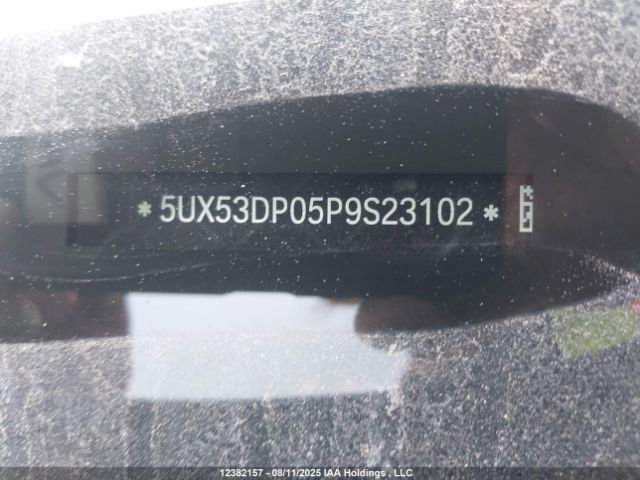 * 5UX53DP05P9S23102 *
12382157 - 08/11/2025 IAA Holdings , LLC